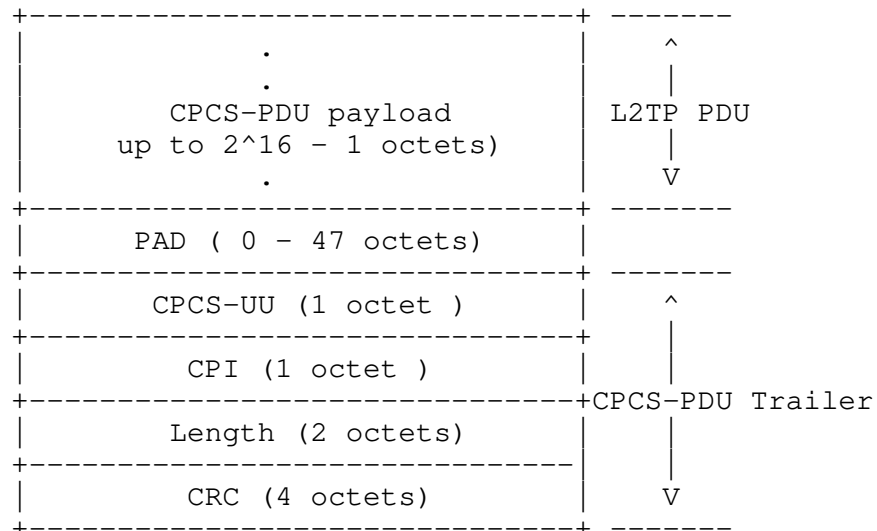 .
.
CPCS-PDU payload L2TP PDU
up to 2^16 - 1 octets)
.
PAD ( 0 - 47 octets)
CPCS-UU (1 octet )
CPI (1 octet )
CPCS-PDU Trailer
Length (2 octets)
CRC (4 octets)